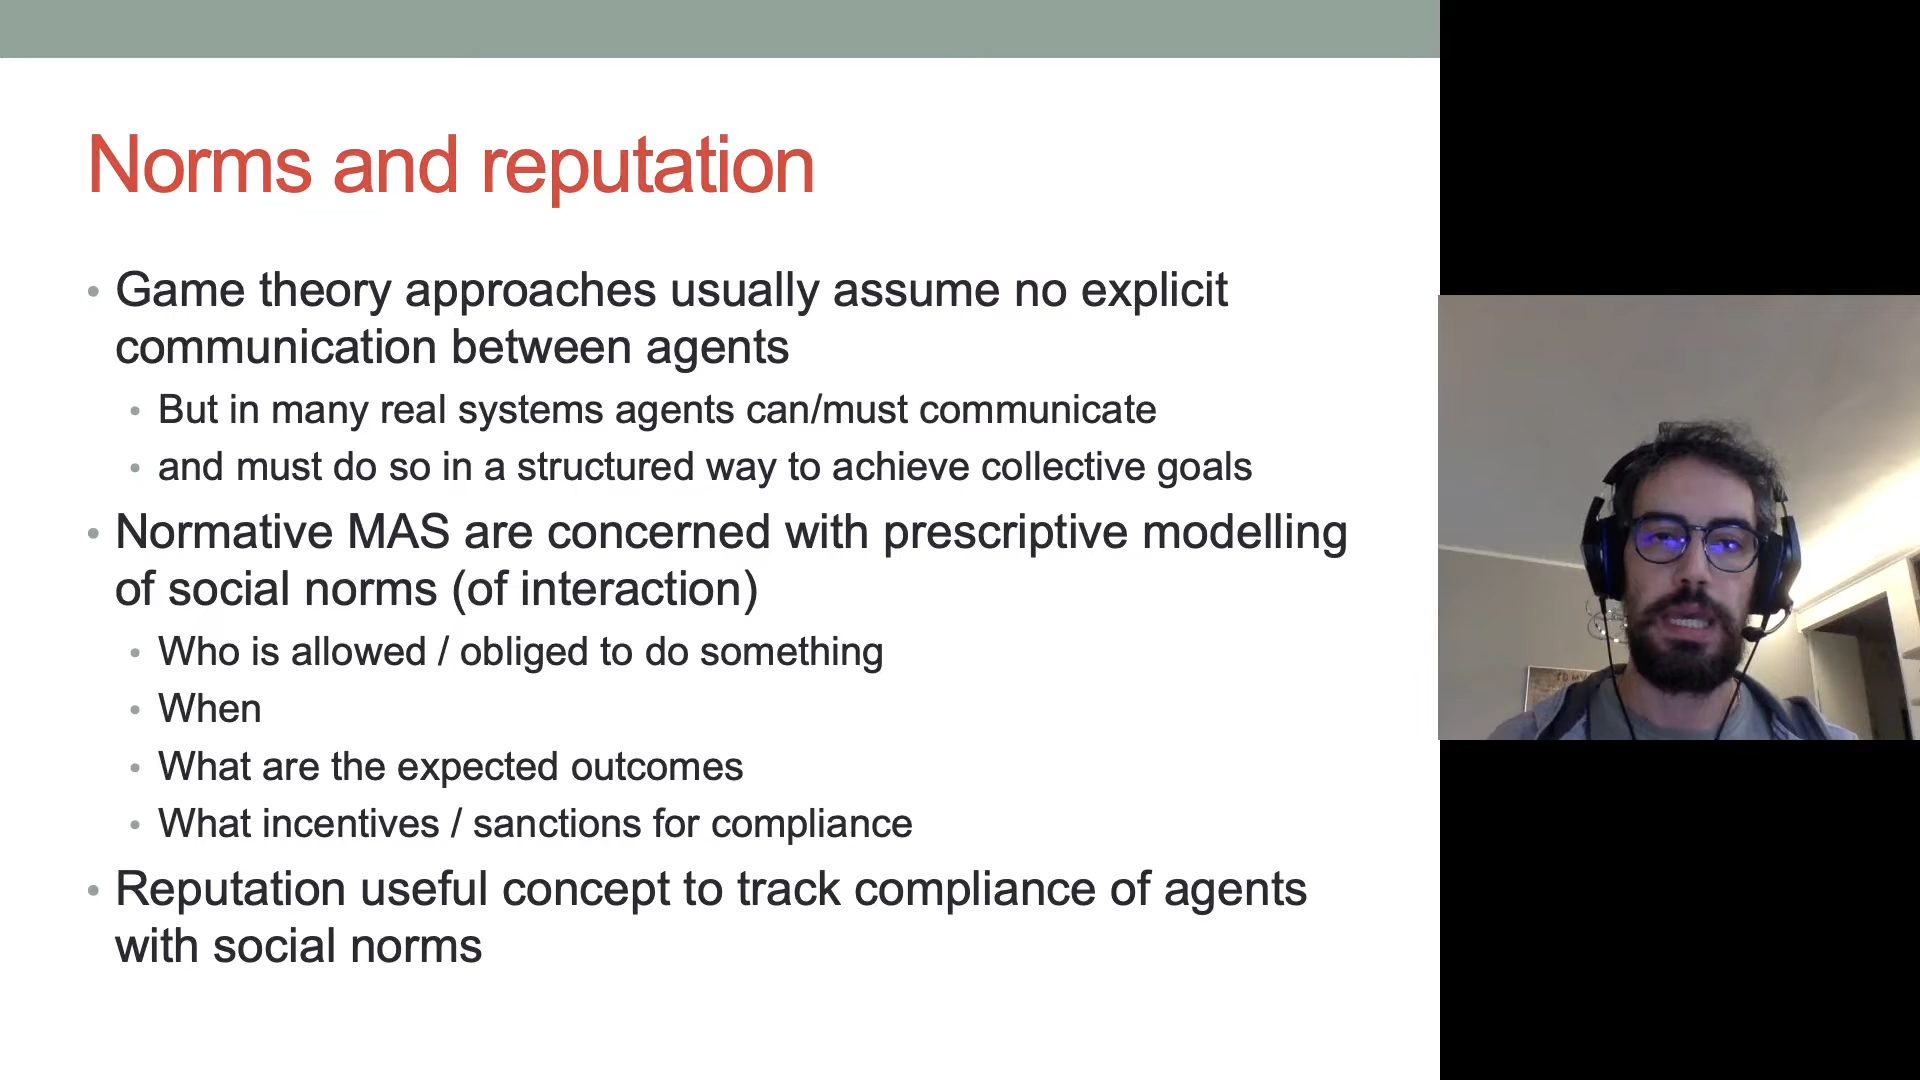 Norms and reputation
• Game theory approaches usually assume no explicit
communication between agents
• But in many real systems agents can/must communicate
• and must do so in a structured way to achieve collective goals
• Normative MAS are concerned with prescriptive modelling
of social norms (of interaction)
• Who is allowed / obliged to do something
• When
• What are the expected outcomes
• What incentives / sanctions for compliance
• Reputation useful concept to track compliance of agents
with social norms